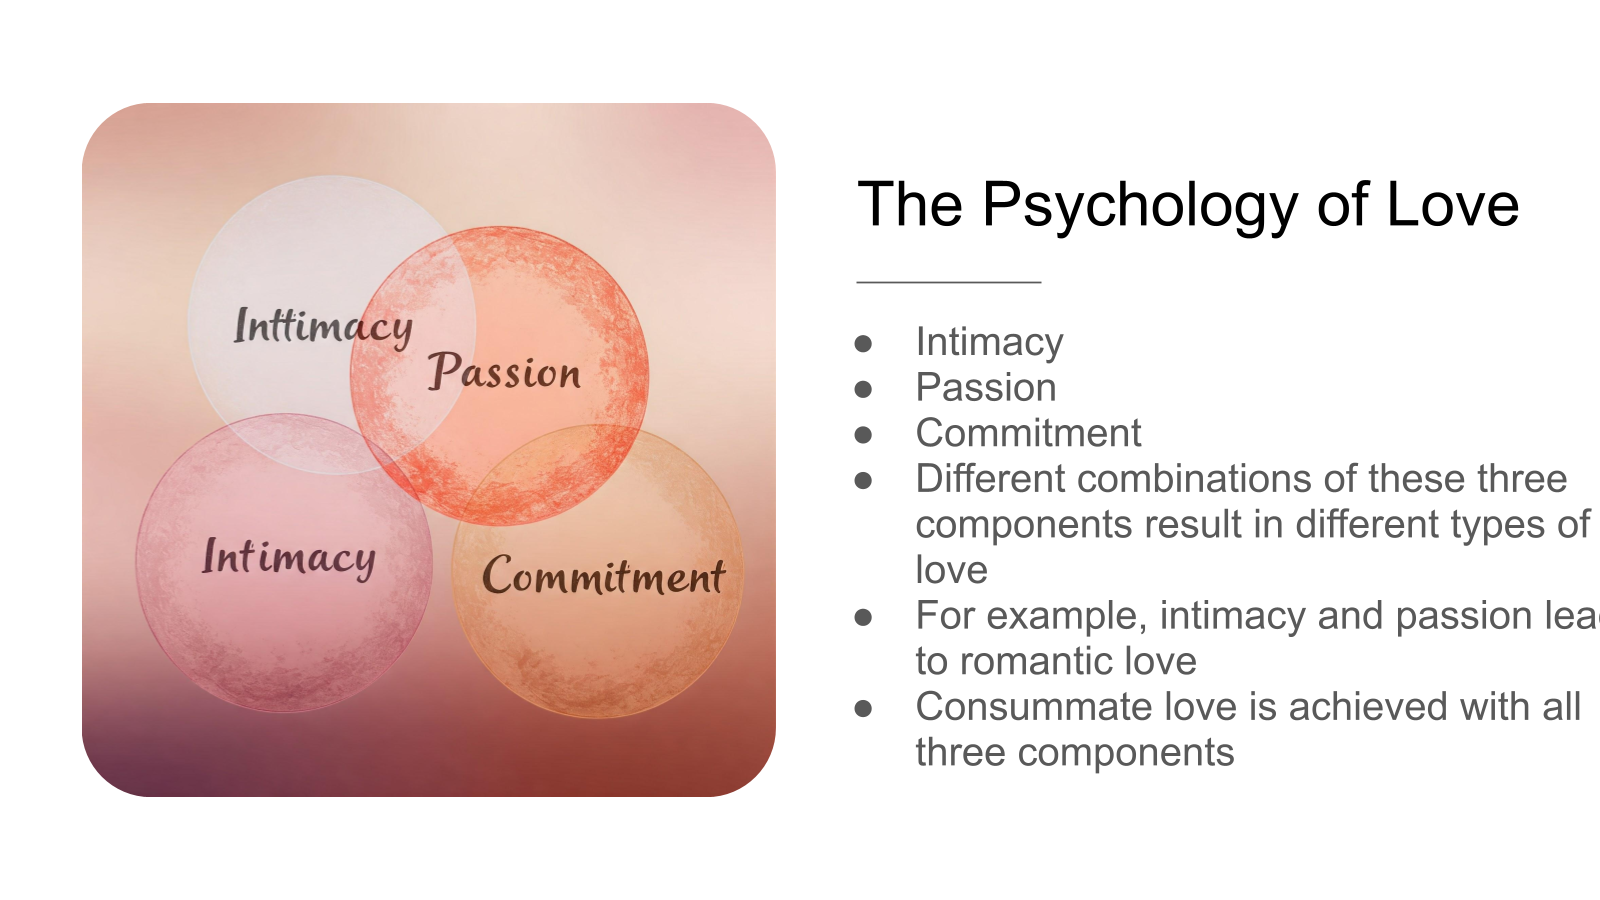 Inttimacy
Passion
Intimacy
Commitment
The Psychology of Love
● Intimacy
● Passion
● Commitment
● Different combinations of these three
components result in different types of
love
● For example, intimacy and passion lea
to romantic love
● Consummate love is achieved with all
three components